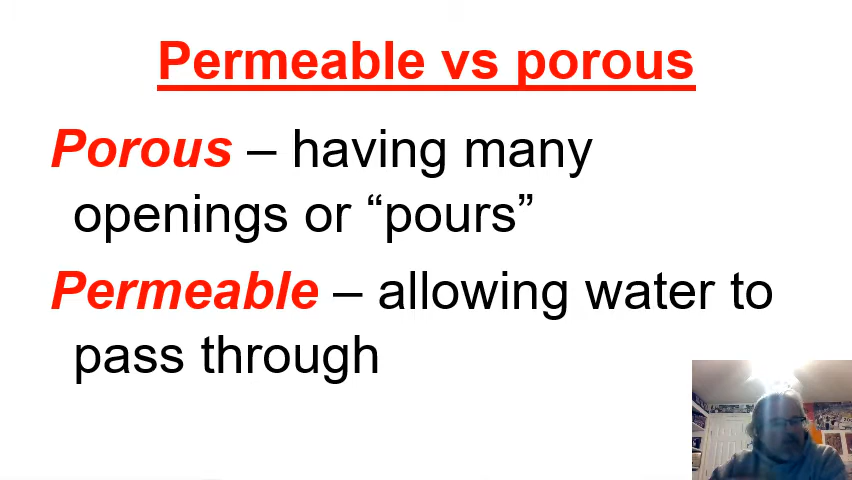 Permeable vs porous
Porous – having many
openings or “pours”
Permeable – allowing water to
pass through